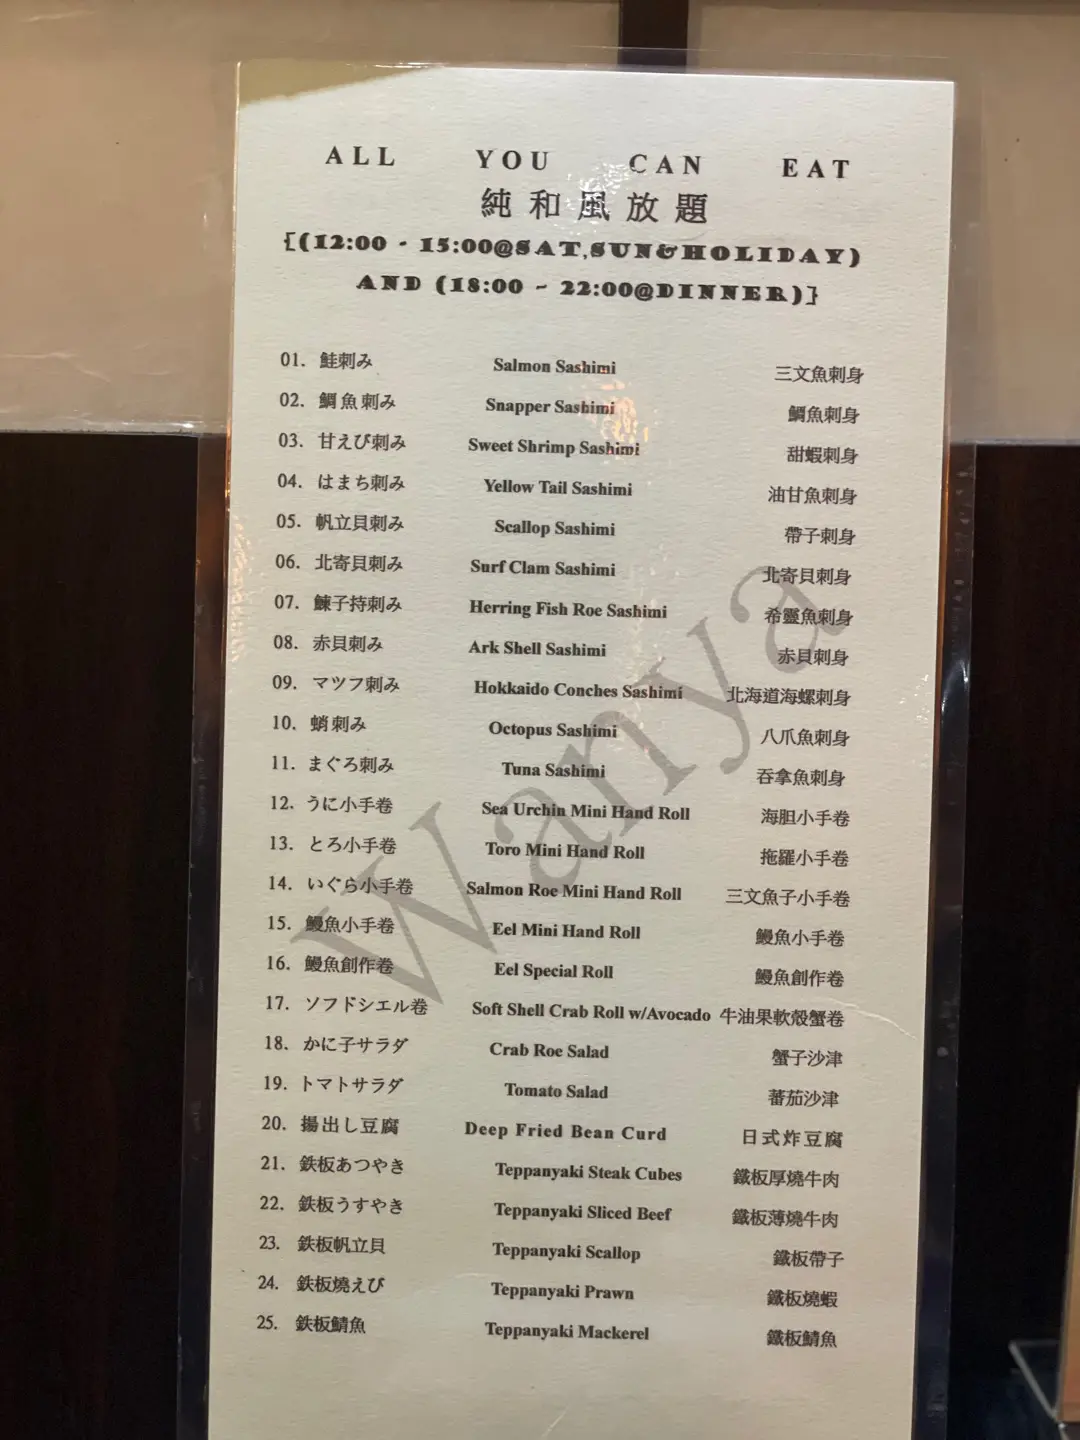 ALL YOU CAN EAT
純和風放題
{(12:00 - 15:00@SAT,SUN&HOLIDAY)
AND (18:00 ~ 22:00@DINNER)}
01. 鮭刺み Salmon Sashimi 三文魚刺身
02. 鯛魚刺み Snapper Sashimi 鯛魚刺身
03. 甘えび刺み Sweet Shrimp Sashimi 甜蝦刺身
04. はまち刺み Yellow Tail Sashimi 油甘魚刺身
05. 帆立貝刺み Scallop Sashimi 帶子刺身
06. 北寄貝刺み Surf Clam Sashimi 北寄貝刺身
07. 鰊子持刺み Herring Fish Roe Sashimi 希靈魚刺身
08. 赤貝刺み Ark Shell Sashimi 赤貝刺身
09. マツフ刺み Hokkaido Conches Sashimi 北海道海螺刺身
10. 蛸刺み Octopus Sashimi 八爪魚刺身
11. まぐろ刺み Tuna Sashimi 吞拿魚刺身
12. うに小手卷 Sea Urchin Mini Hand Roll 海胆小手卷
13. とろ小手卷 Toro Mini Hand Roll 拖羅小手卷
14. いぐら小手卷 Salmon Roe Mini Hand Roll 三文魚子小手卷
15. 鰻魚小手卷 Eel Mini Hand Roll 鰻魚小手卷
16. 鰻魚創作卷 Eel Special Roll 鰻魚創作卷
17. ソフドシエル卷 Soft Shell Crab Roll w/Avocado 牛油果軟殼蟹卷
18. かに子サラダ Crab Roe Salad 蟹子沙津
19. トマトサラダ Tomato Salad 蕃茄沙津
20. 揚出し豆腐 Deep Fried Bean Curd 日式炸豆腐
21. 鉄板あつやき Teppanyaki Steak Cubes 鐵板厚燒牛肉
22. 鉄板うすやき Teppanyaki Sliced Beef 鐵板薄燒牛肉
23. 鉄板帆立貝 Teppanyaki Scallop 鐵板帶子
24. 鉄板燒えび Teppanyaki Prawn 鐵板燒蝦
25. 鉄板鯖魚 Teppanyaki Mackerel 鐵板鯖魚
Wanya